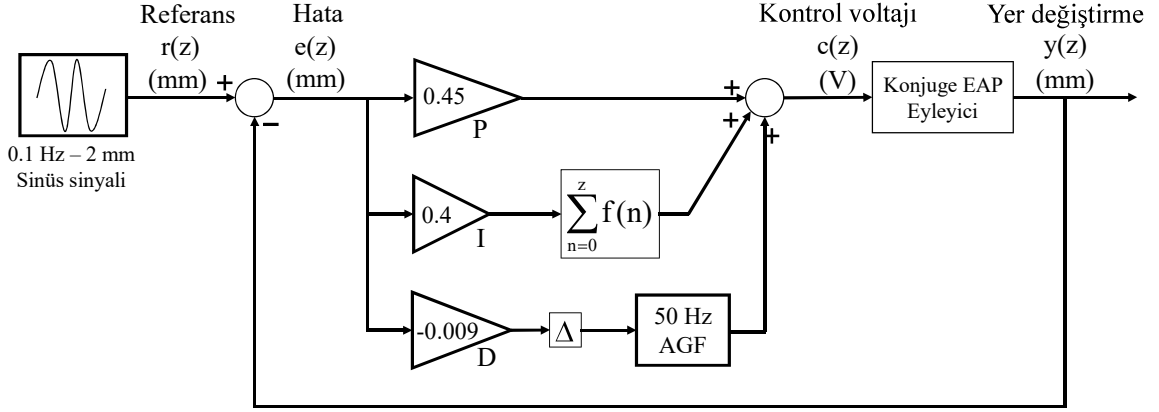 Referans
r(z)
(mm)
Hata
e(z)
(mm)
Kontrol voltajı
c(z)
(V)
Yer değiştirme
y(z)
(mm)
0.1 Hz – 2 mm
Sinüs sinyali
+
−
0.45
P
+
+
+
Konjuge EAP
Eyleyici
0.4
I
z
∑ f(n)
n=0
-0.009
D
Δ
50 Hz
AGF